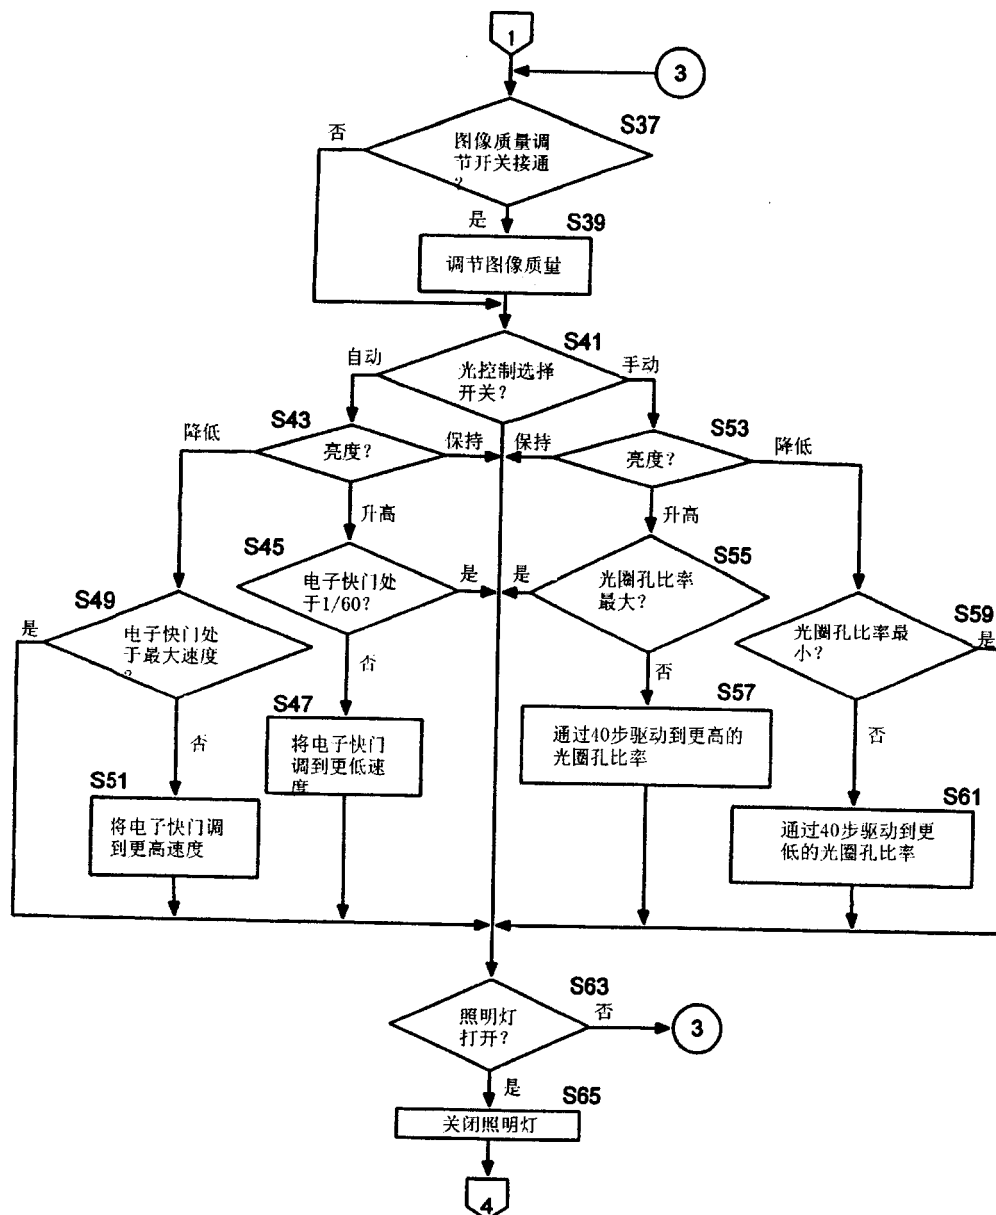 1
3
S37
否
图像质量调
节开关接通
?
是
S39
调节图像质量
S41
自动
手动
光控制选择
开关?
S43
S53
降低
亮度?
保持
保持
亮度?
降低
升高
升高
S45
S55
电子快门处
于1/60?
是
是
光圈孔比率
最大?
S49
S59
是
电子快门处
于最大速度
?
光圈孔比率最
小?
是
否
否
S47
S57
否
将电子快门
调到更低速
度
通过40步驱动到更高的
光圈孔比率
否
S51
S61
将电子快门调
到更高速度
通过40步驱动到更
低的光圈孔比率
S63
照明灯
打开?
否
3
是
S65
关闭照明灯
4